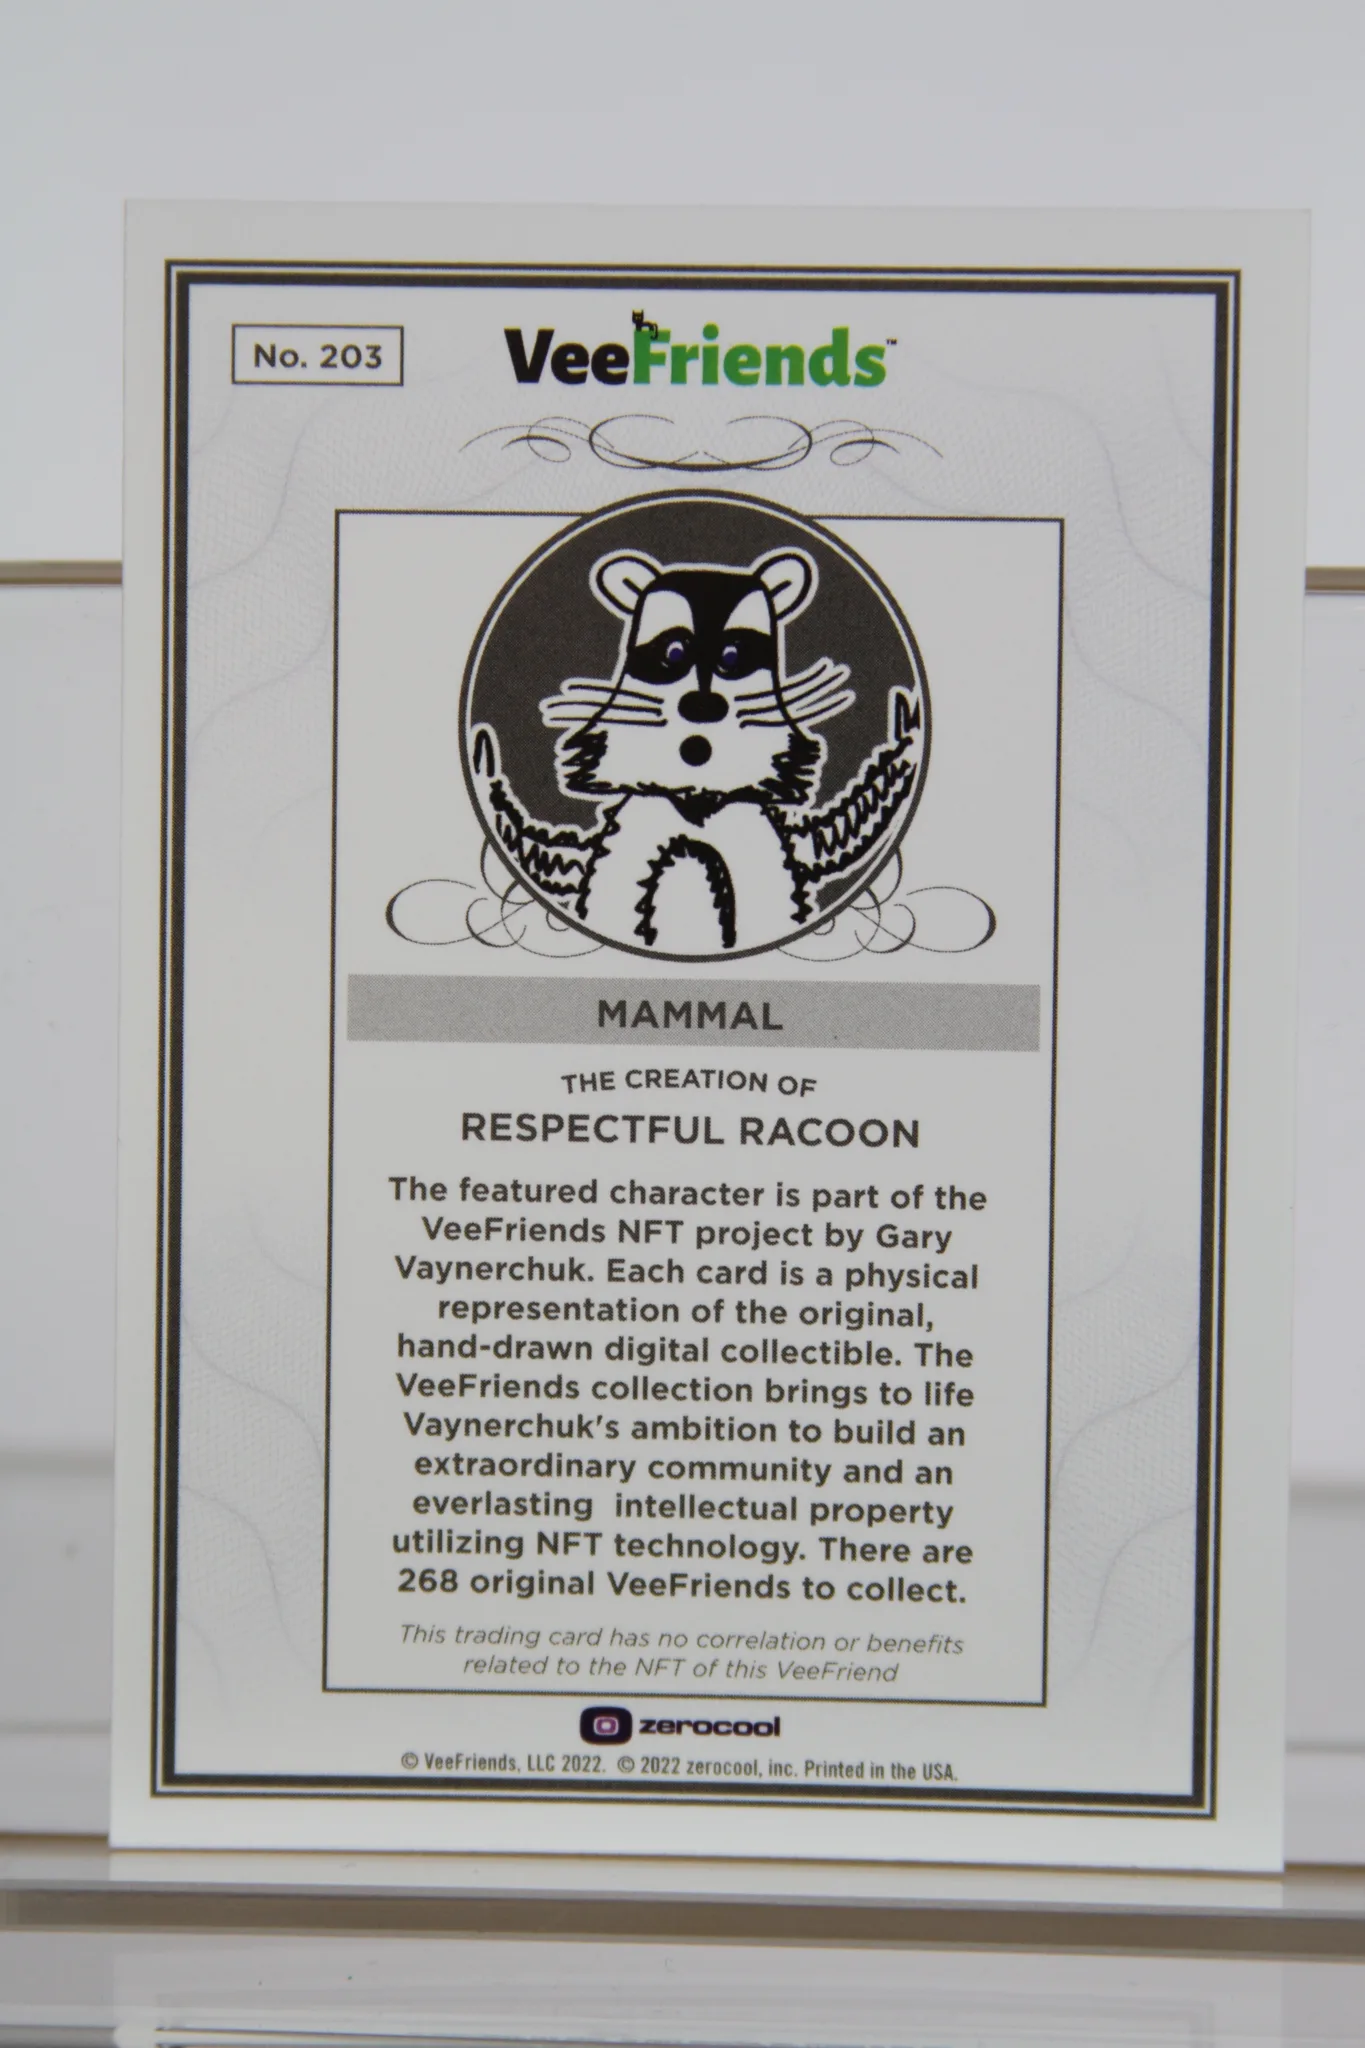 No. 203
VeeFriends™
MAMMAL
THE CREATION OF
RESPECTFUL RACOON
The featured character is part of the
VeeFriends NFT project by Gary
Vaynerchuk. Each card is a physical
representation of the original,
hand-drawn digital collectible. The
VeeFriends collection brings to life
Vaynerchuk's ambition to build an
extraordinary community and an
everlasting intellectual property
utilizing NFT technology. There are
268 original VeeFriends to collect.
This trading card has no correlation or benefits
related to the NFT of this VeeFriend
zerocool
© VeeFriends, LLC 2022. © 2022 zerocool, inc. Printed in the USA.